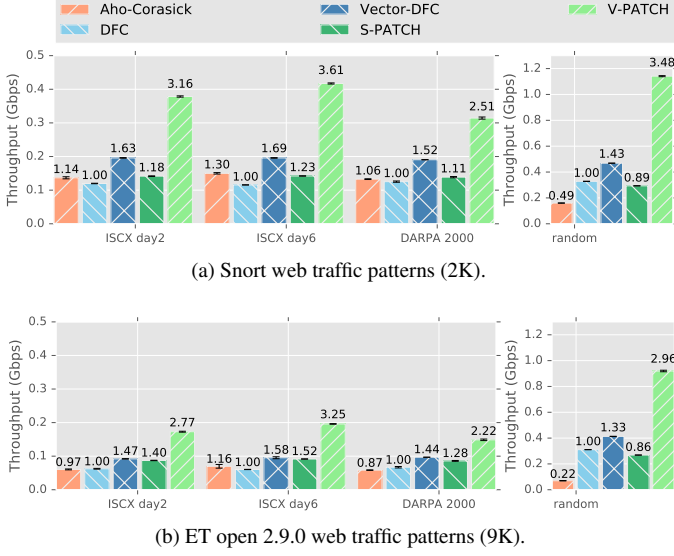 Aho-Corasick Vector-DFC V-PATCH
DFC S-PATCH
Throughput (Gbps)
0.5
0.4
0.3
0.2
0.1
0.0
1.14 1.00 1.63 1.18 3.16
1.30 1.00 1.69 1.23 3.61
1.06 1.00 1.52 1.11 2.51
ISCX day2 ISCX day6 DARPA 2000
Throughput (Gbps)
1.2
1.0
0.8
0.6
0.4
0.2
0.0
0.49 1.00 1.43 0.89 3.48
random
(a) Snort web traffic patterns (2K).
Throughput (Gbps)
0.5
0.4
0.3
0.2
0.1
0.0
0.97 1.00 1.47 1.40 2.77
1.16 1.00 1.58 1.52 3.25
0.87 1.00 1.44 1.28 2.22
ISCX day2 ISCX day6 DARPA 2000
Throughput (Gbps)
1.2
1.0
0.8
0.6
0.4
0.2
0.0
0.22 1.00 1.33 0.86 2.96
random
(b) ET open 2.9.0 web traffic patterns (9K).